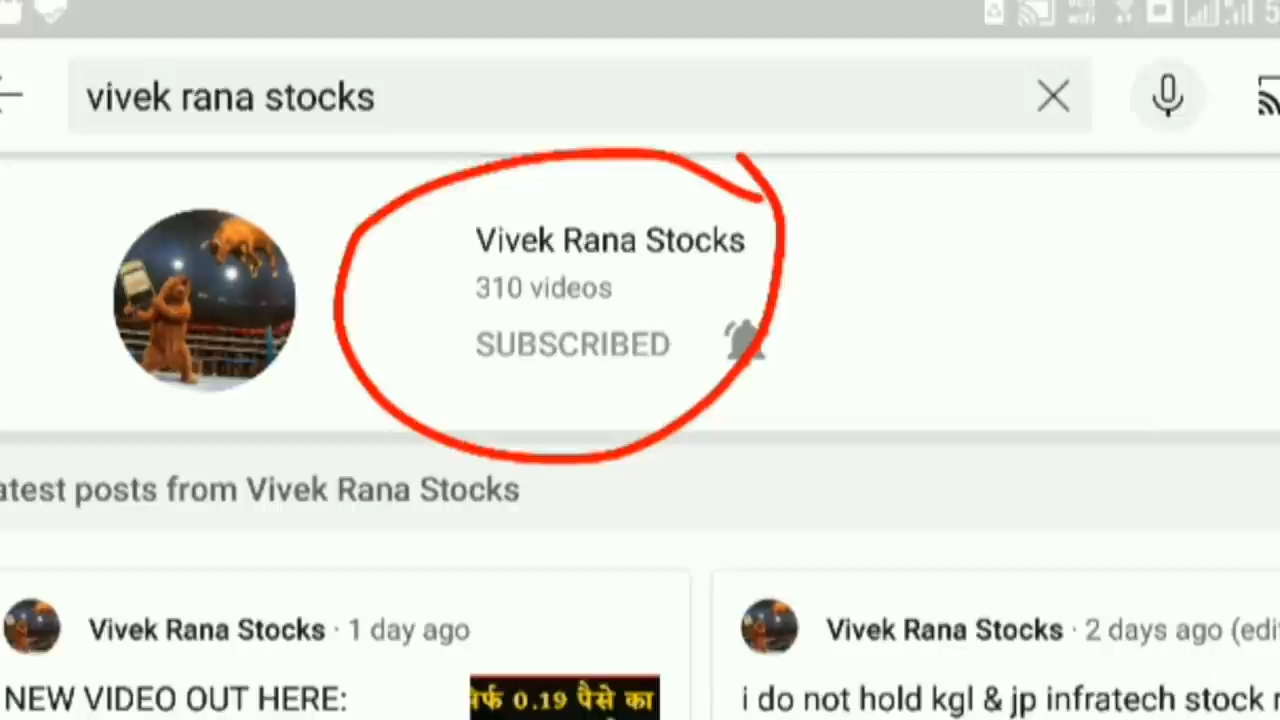 vivek rana stocks
Vivek Rana Stocks
310 videos
SUBSCRIBED
atest posts from Vivek Rana Stocks
Vivek Rana Stocks · 1 day ago
NEW VIDEO OUT HERE:
0.19 पैसे का
Vivek Rana Stocks · 2 days ago (edi
i do not hold kgl & jp infratech stock